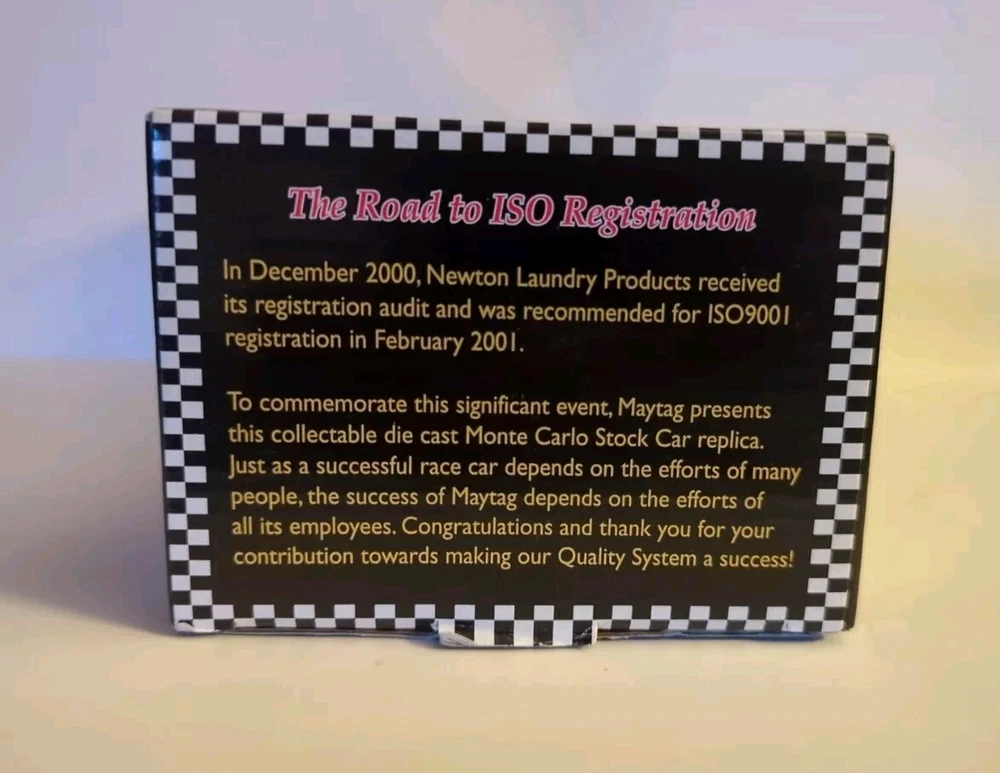 The Road to ISO Registration
In December 2000, Newton Laundry Products received
its registration audit and was recommended for ISO9001
registration in February 2001.
To commemorate this significant event, Maytag presents
this collectable die cast Monte Carlo Stock Car replica.
Just as a successful race car depends on the efforts of many
people, the success of Maytag depends on the efforts of
all its employees. Congratulations and thank you for your
contribution towards making our Quality System a success!